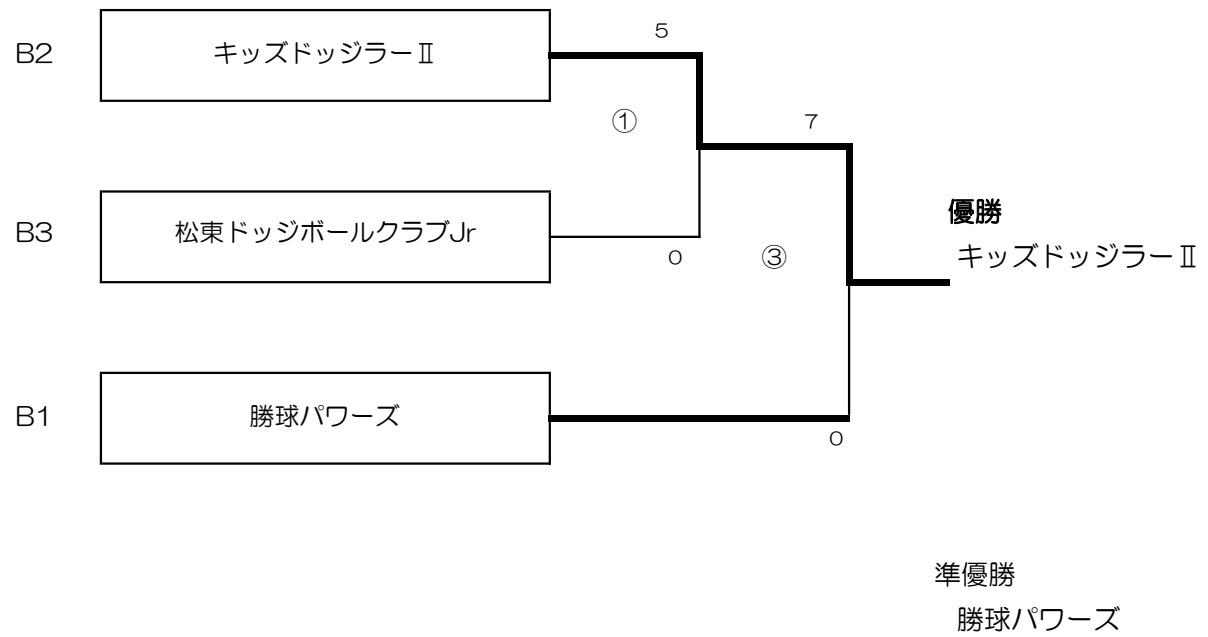 5
B2 キッズドッジラーⅡ
① 7
優勝
B3 松東ドッジボールクラブJr
0 ③ キッズドッジラーⅡ
B1 勝球パワーズ
0
準優勝
勝球パワーズ